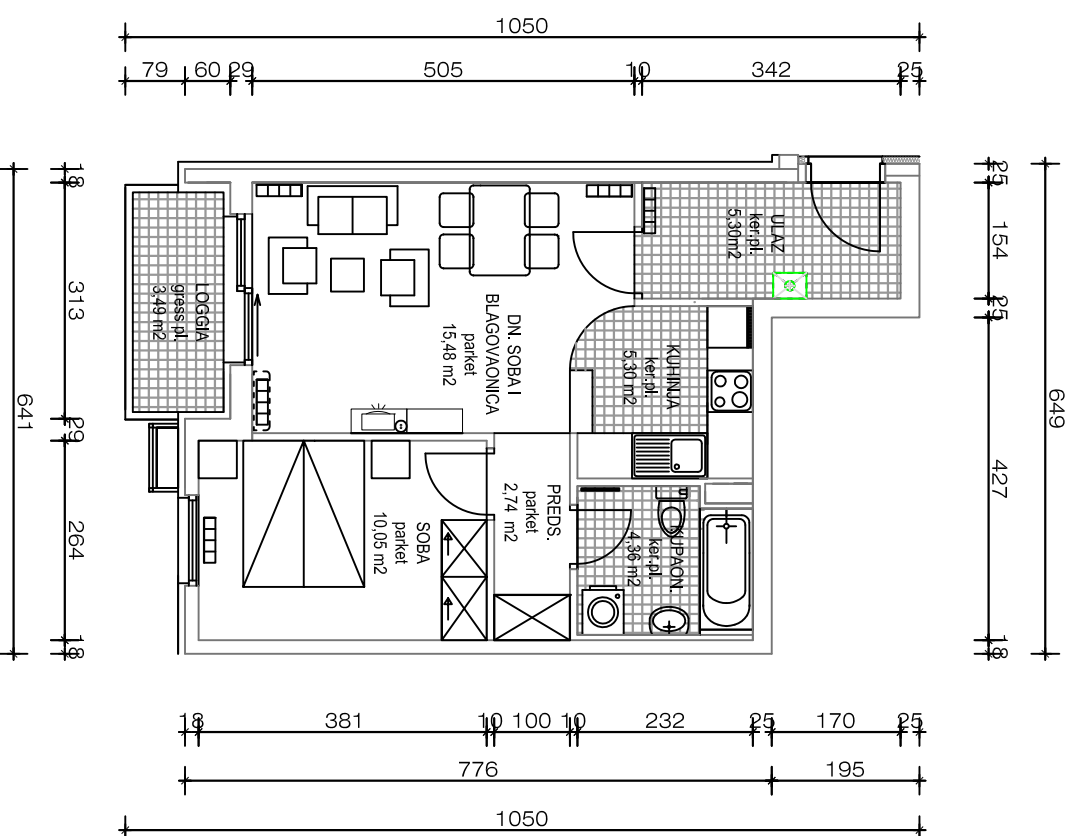 1050
79 60 29 505 10 342 25
18
313
29
264
18
641
25
154
25
427
18
649
LOGGIA
gress pl.
3,49 m2
DN. SOBA I
BLAGOVAONICA
parket
15,48 m2
ULAZ
ker.pl.
5,30m2
KUHINJA
ker.pl.
5,30 m2
PREDS.
parket
2,74 m2
SOBA
parket
10,05 m2
KUPAON.
ker.pl.
4,36 m2
18 381 10 100 10 232 25 170 25
776 195
1050